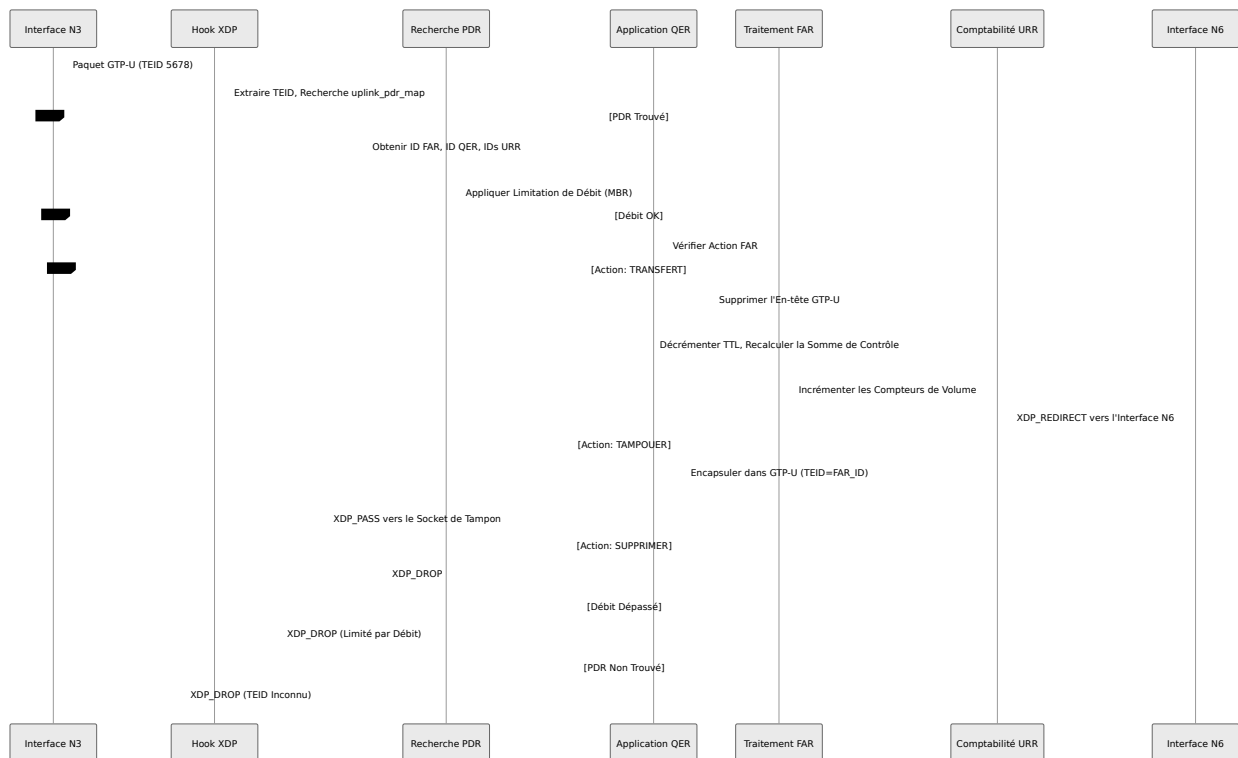 Interface N3
Hook XDP
Recherche PDR
Application QER
Traitement FAR
Comptabilité URR
Interface N6
Paquet GTP-U (TEID 5678)
Extraire TEID, Recherche uplink_pdr_map
[PDR Trouvé]
Obtenir ID FAR, ID QER, IDs URR
Appliquer Limitation de Débit (MBR)
[Débit OK]
Vérifier Action FAR
[Action: TRANSFERT]
Supprimer l'En-tête GTP-U
Décrémenter TTL, Recalculer la Somme de Contrôle
Incrémenter les Compteurs de Volume
XDP_REDIRECT vers l'Interface N6
[Action: TAMPOUER]
Encapsuler dans GTP-U (TEID=FAR_ID)
XDP_PASS vers le Socket de Tampon
[Action: SUPPRIMER]
XDP_DROP
[Débit Dépassé]
XDP_DROP (Limité par Débit)
[PDR Non Trouvé]
XDP_DROP (TEID Inconnu)
Interface N3
Hook XDP
Recherche PDR
Application QER
Traitement FAR
Comptabilité URR
Interface N6